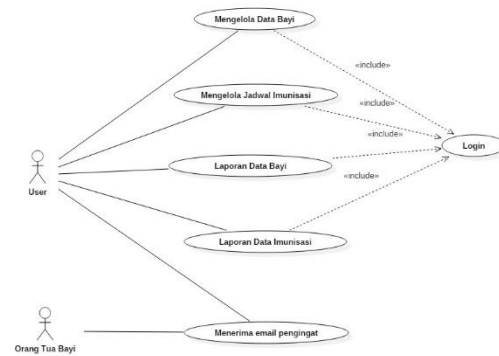 Mengelola Data Bayi
«include»
Mengelola Jadwal Imunisasi
«include»
«include»
Login
Laporan Data Bayi
«include»
User
Laporan Data Imunisasi
Menerima email pengingat
Orang Tua Bayi